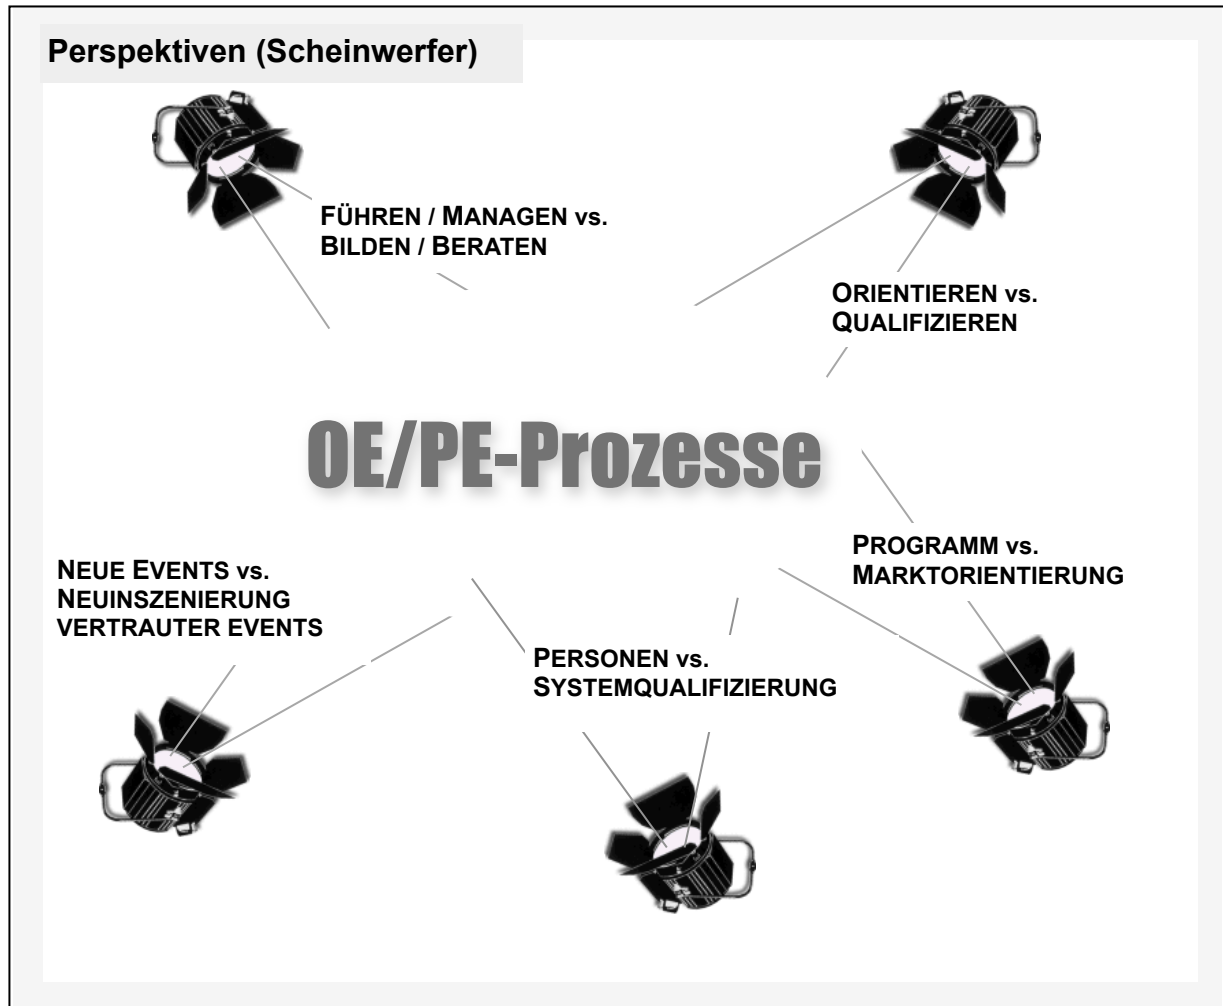 Perspektiven (Scheinwerfer)
FÜHREN / MANAGEN vs.
BILDEN / BERATEN
ORIENTIEREN vs.
QUALIFIZIEREN
OE/PE-Prozesse
PROGRAMM vs.
MARKTORIENTIERUNG
NEUE EVENTS vs.
NEUINSZENIERUNG
VERTRAUTER EVENTS
PERSONEN vs.
SYSTEMQUALIFIZIERUNG